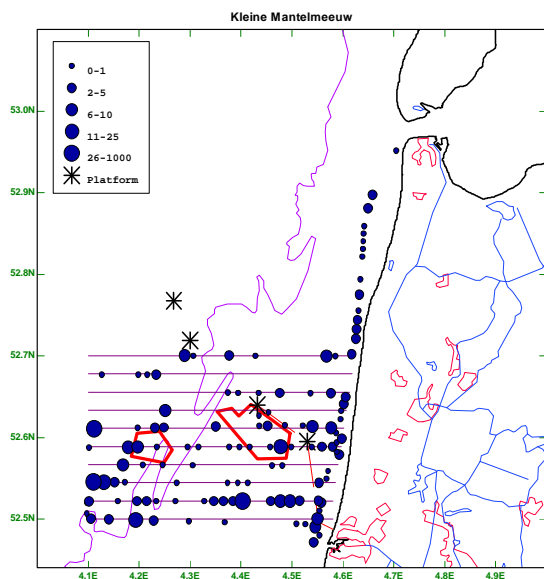 Kleine Mantelmeeuw
0-1
2-5
6-10
11-25
26-1000
Platform
53.0N
52.9N
52.8N
52.7N
52.6N
52.5N
4.1E 4.2E 4.3E 4.4E 4.5E 4.6E 4.7E 4.8E 4.9E